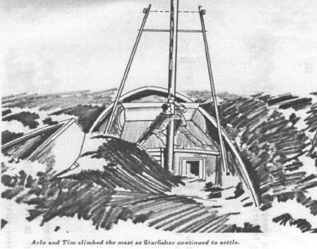 Arlo and Tim climbed the mast as Starfisher continued to settle.